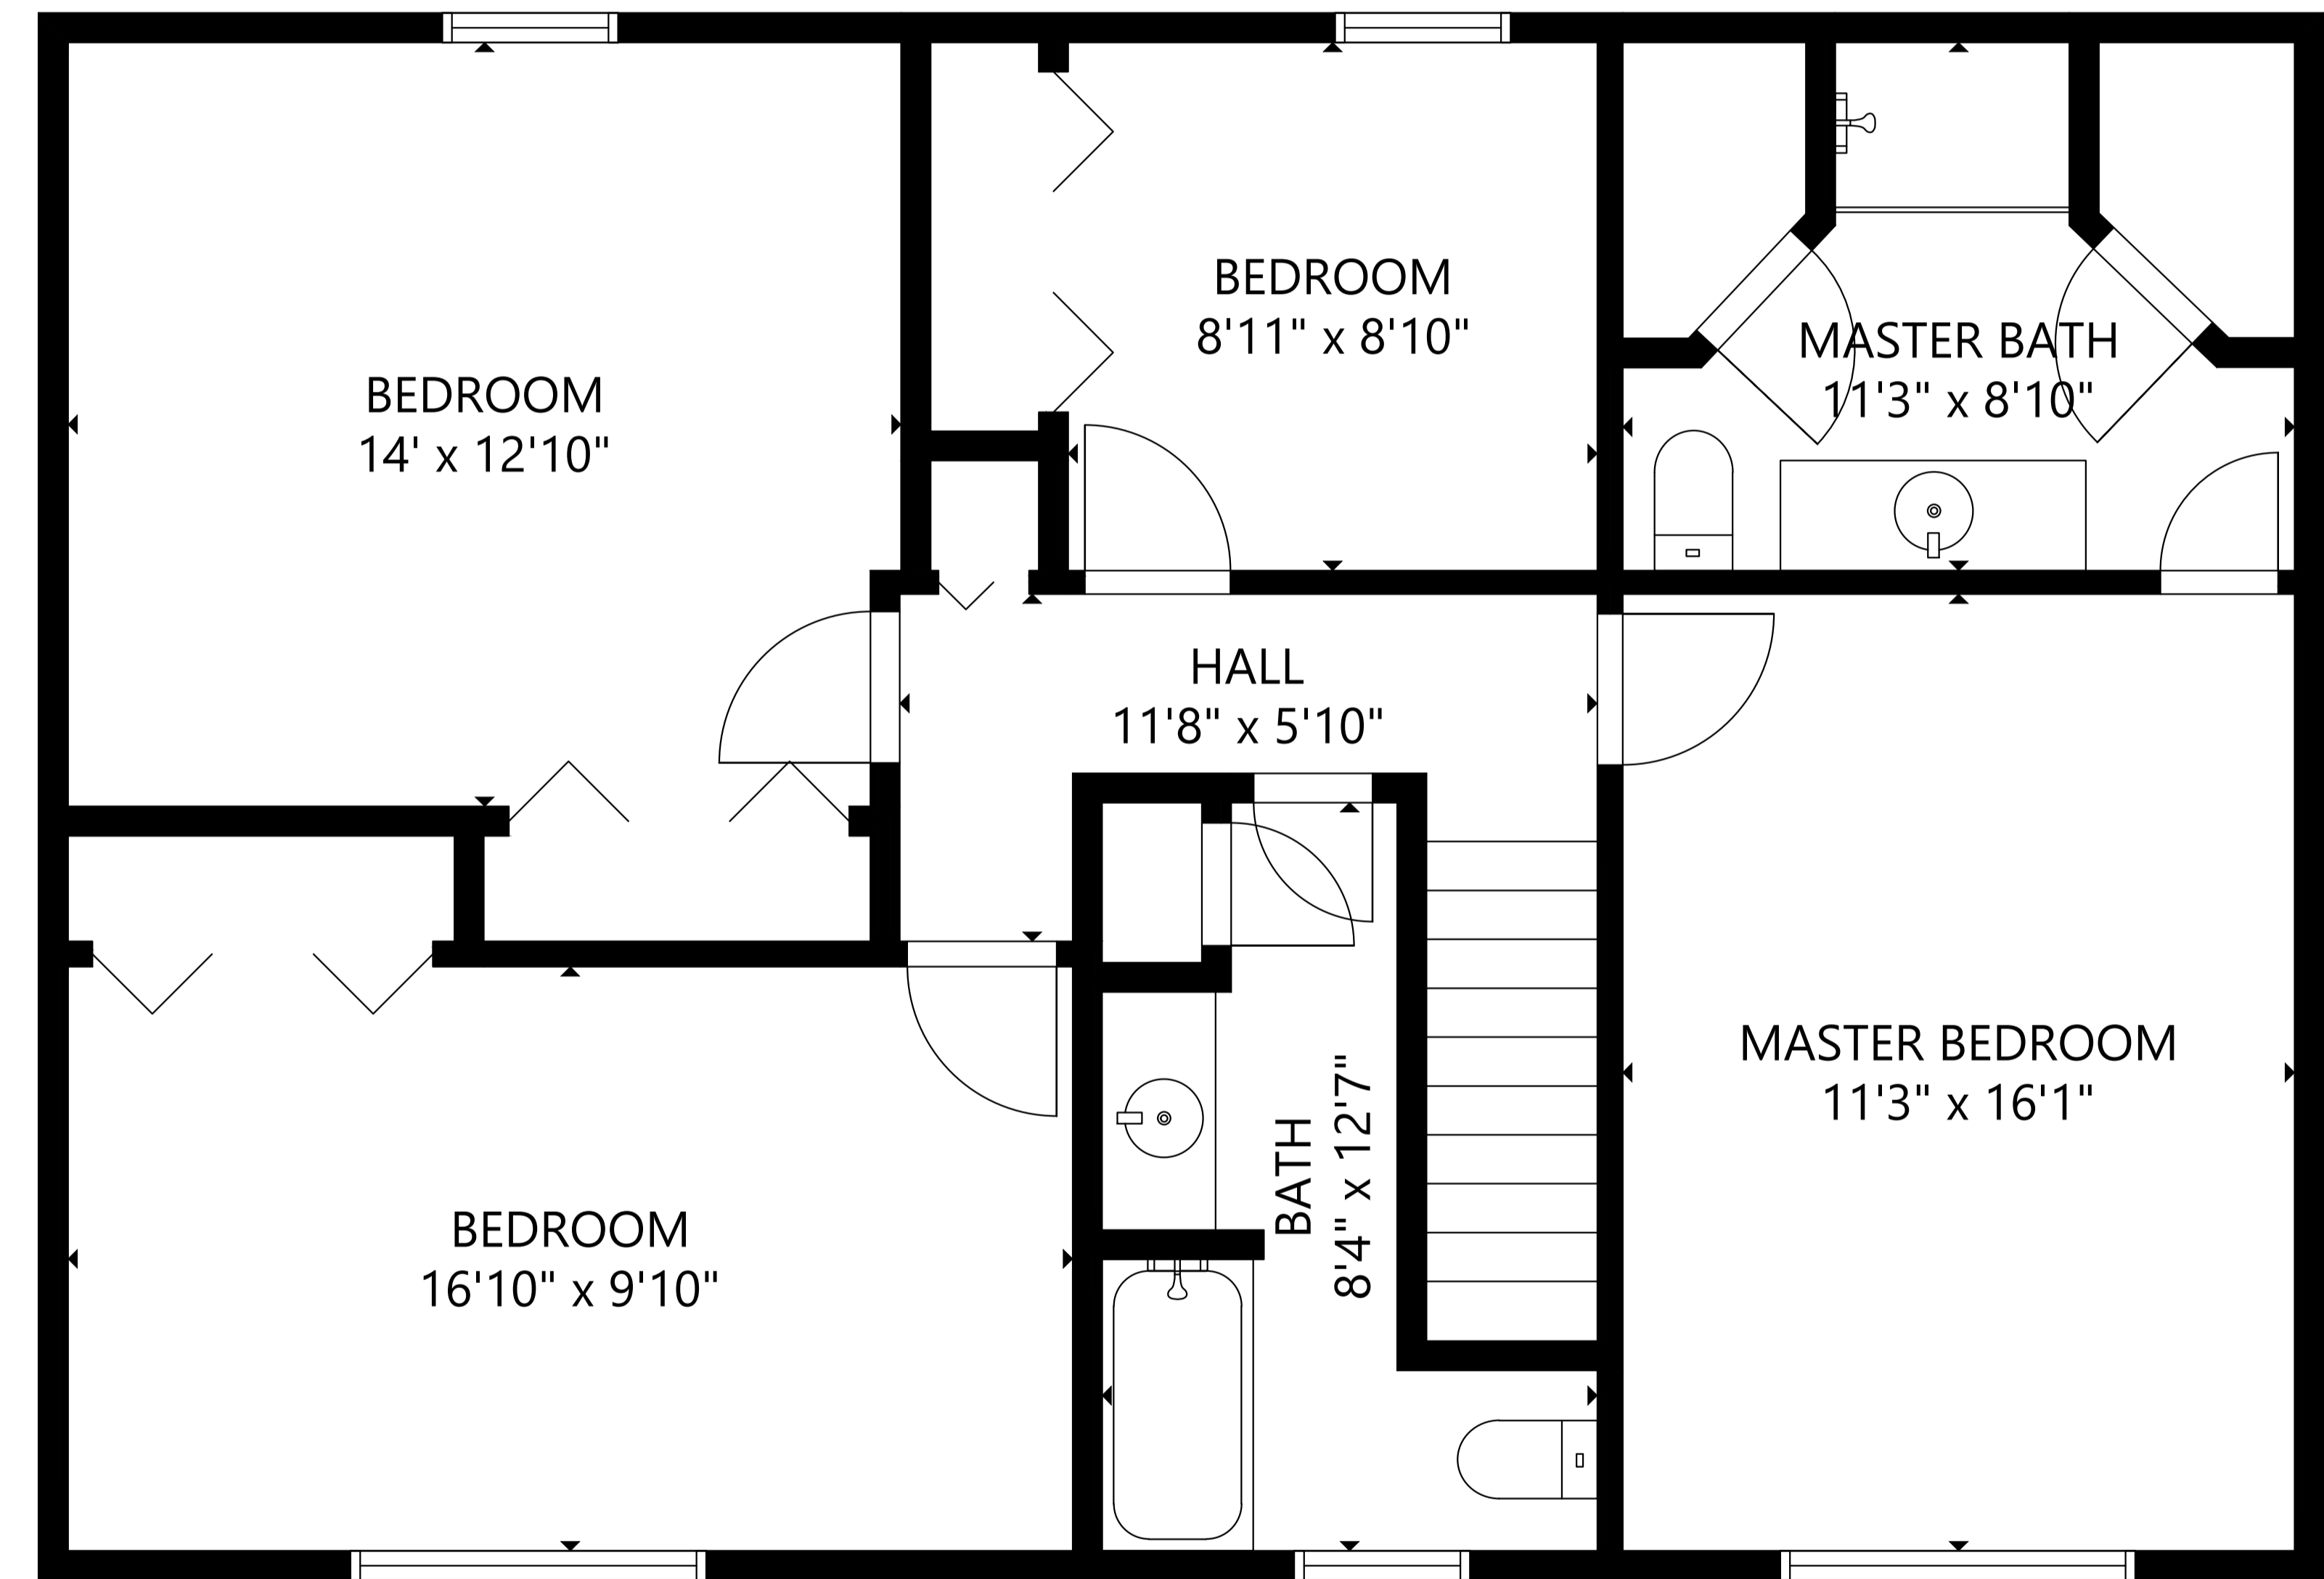 BEDROOM
14' x 12'10"
BEDROOM
8'11" x 8'10"
MASTER BATH
11'3" x 8'10"
HALL
11'8" x 5'10"
BEDROOM
16'10" x 9'10"
BATH
8'4" x 12'7"
MASTER BEDROOM
11'3" x 16'1"